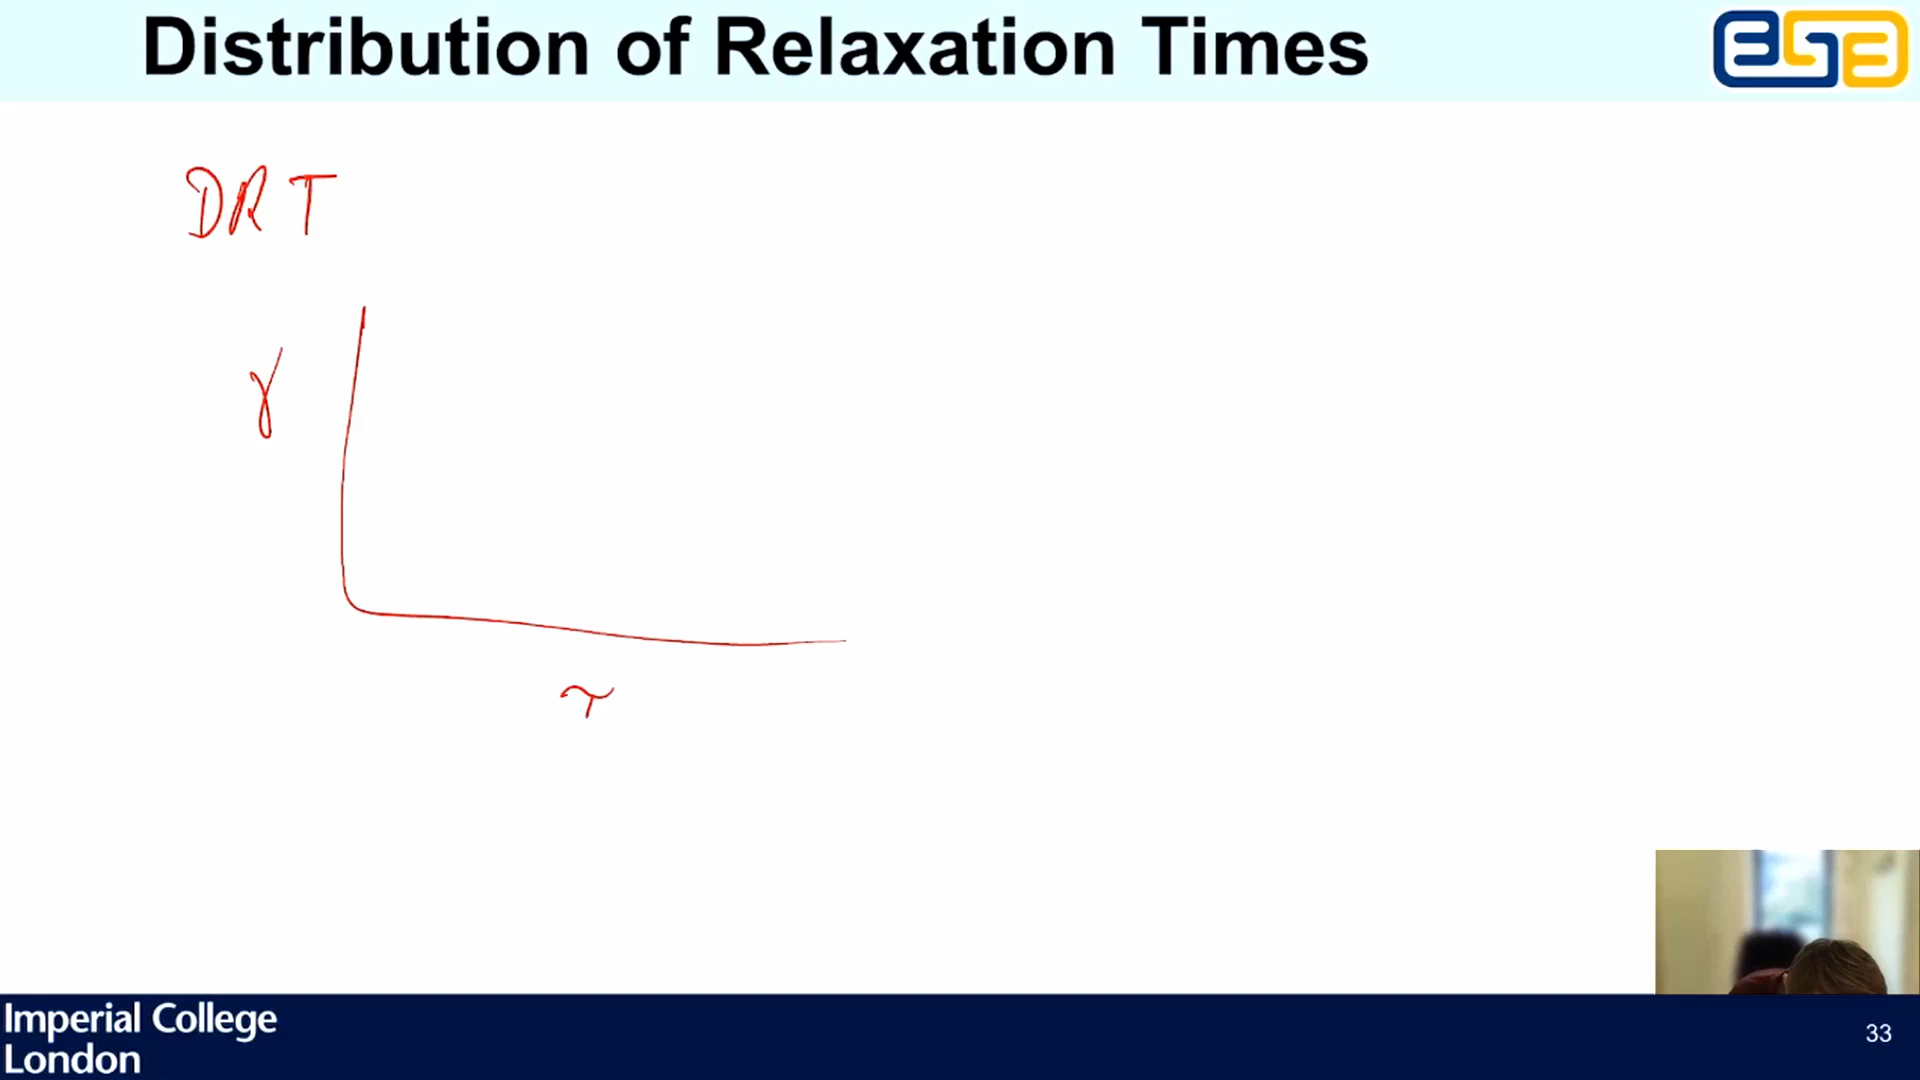 Distribution of Relaxation Times
DRT
γ
τ
Imperial College
London
33